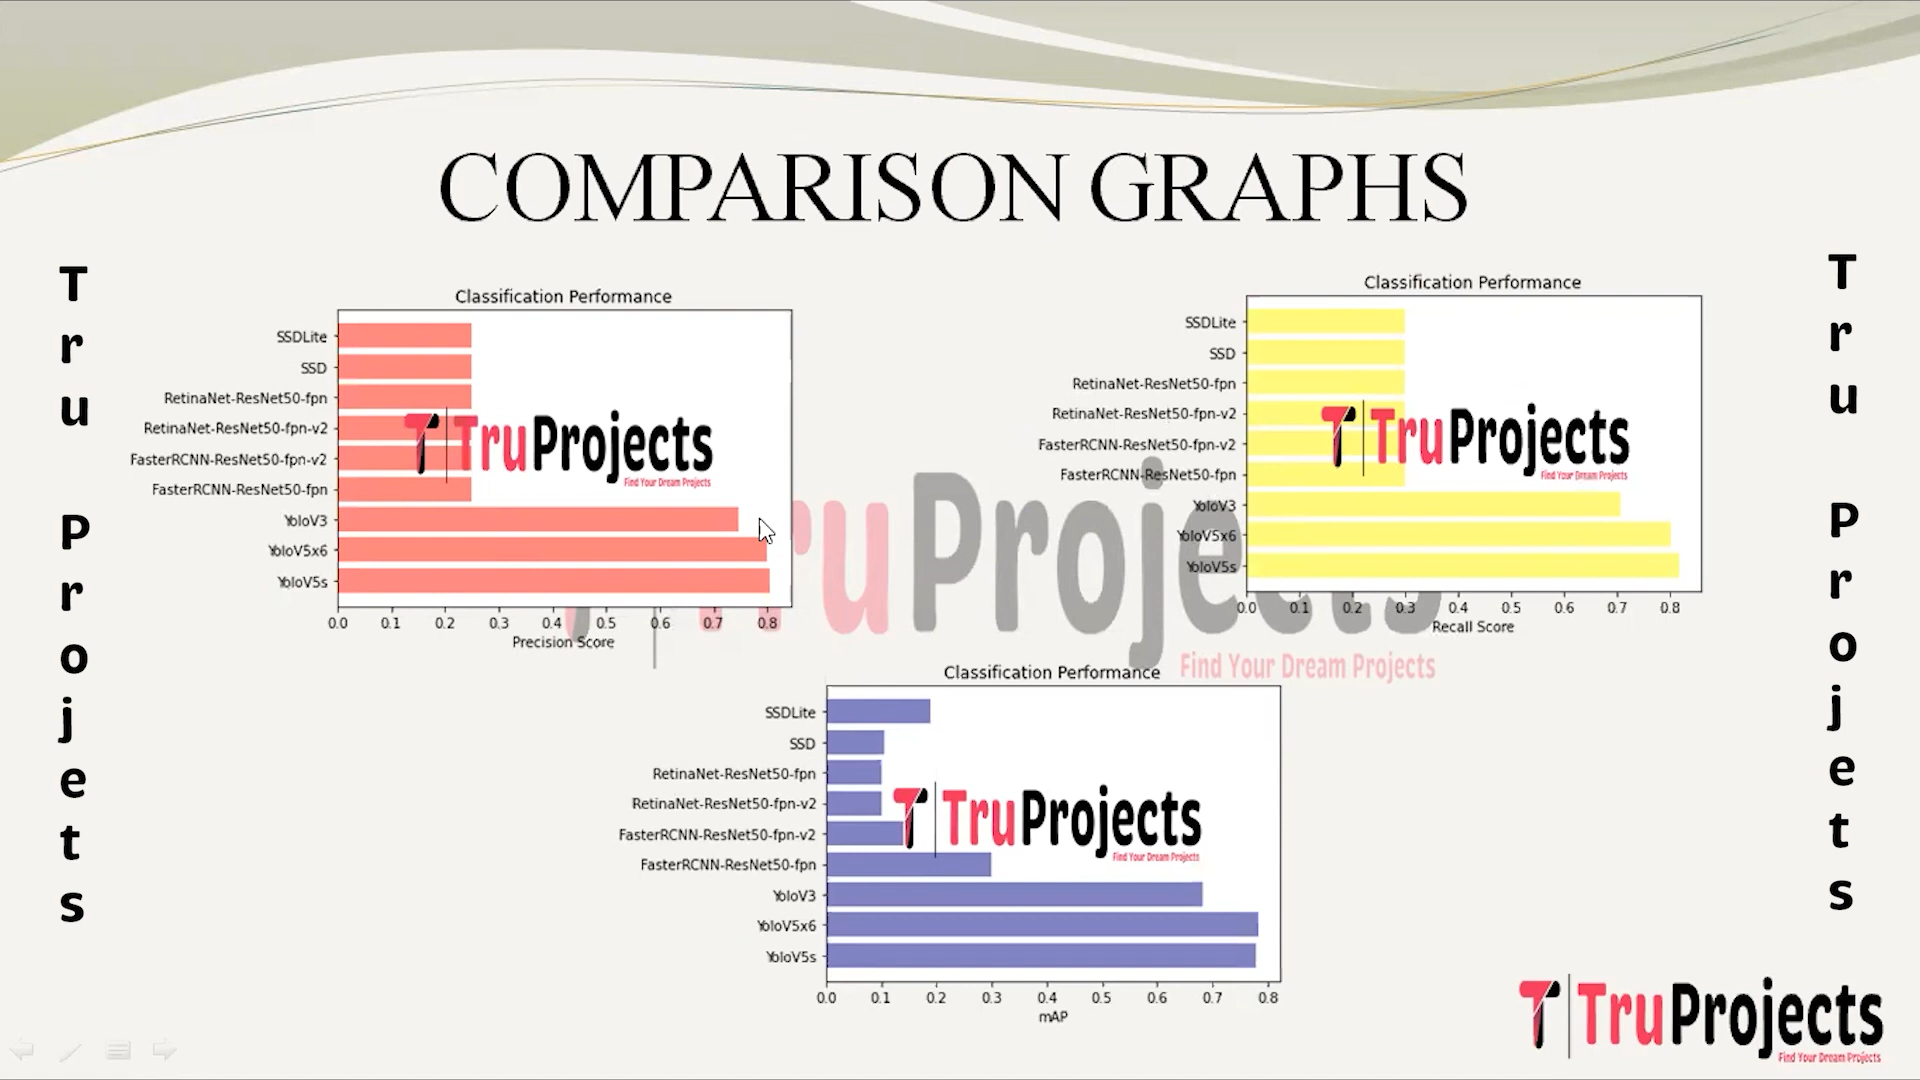 COMPARISON GRAPHS
Tru Projets
Classification Performance
SSDLite
SSD
RetinaNet-ResNet50-fpn
RetinaNet-ResNet50-fpn-v2
FasterRCNN-ResNet50-fpn-v2
FasterRCNN-ResNet50-fpn
YoloV3
YoloV5x6
YoloV5s
0.0 0.1 0.2 0.3 0.4 0.5 0.6 0.7 0.8
Precision Score
TruProjects
Find Your Dream Projects
Classification Performance
SSDLite
SSD
RetinaNet-ResNet50-fpn
RetinaNet-ResNet50-fpn-v2
FasterRCNN-ResNet50-fpn-v2
FasterRCNN-ResNet50-fpn
YoloV3
YoloV5x6
YoloV5s
0.0 0.1 0.2 0.3 0.4 0.5 0.6 0.7 0.8
Recall Score
TruProjects
Find Your Dream Projects
Tru Projets
TruProjects
Find Your Dream Projects
Classification Performance
SSDLite
SSD
RetinaNet-ResNet50-fpn
RetinaNet-ResNet50-fpn-v2
FasterRCNN-ResNet50-fpn-v2
FasterRCNN-ResNet50-fpn
YoloV3
YoloV5x6
YoloV5s
0.0 0.1 0.2 0.3 0.4 0.5 0.6 0.7 0.8
mAP
TruProjects
Find Your Dream Projects
TruProjects
Find Your Dream Projects